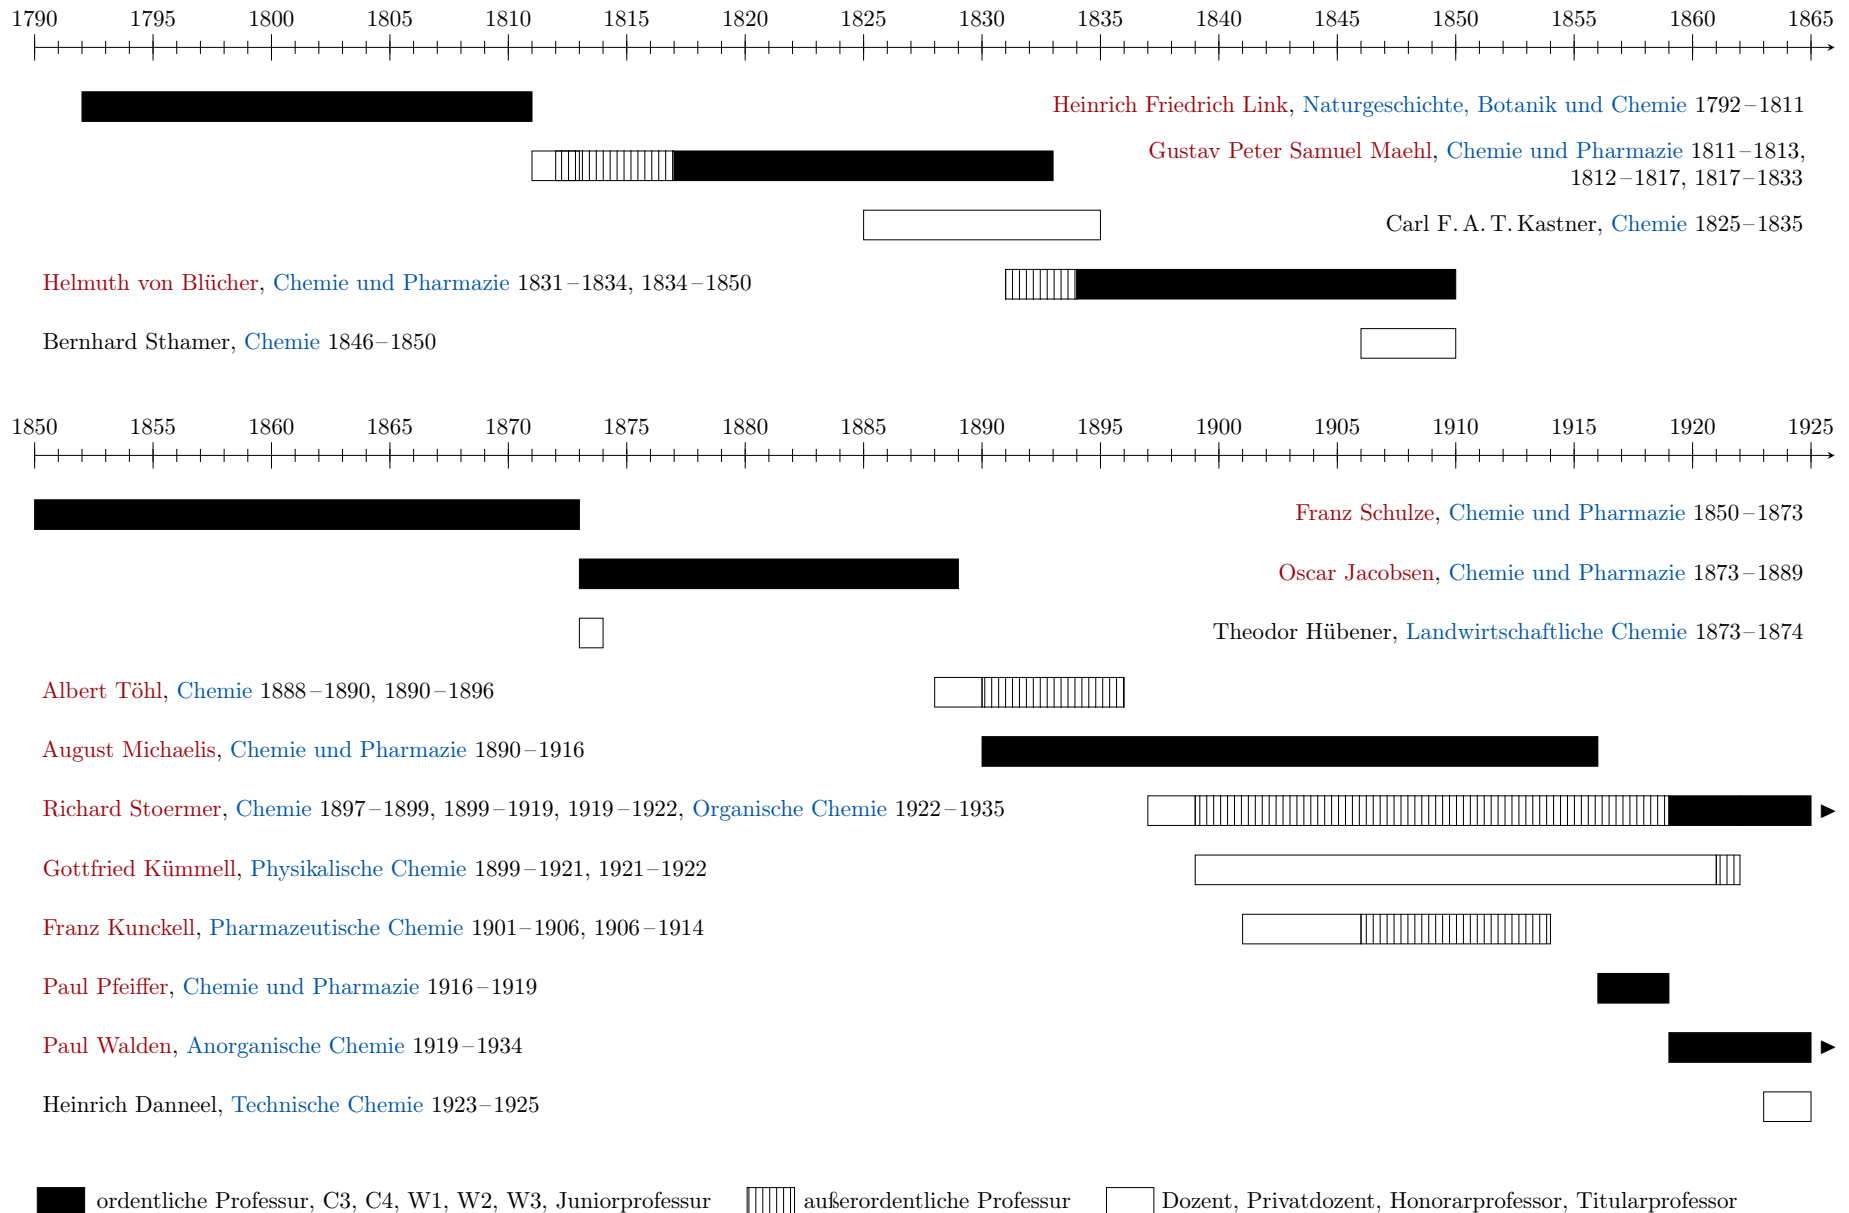 1790 1795 1800 1805 1810 1815 1820 1825 1830 1835 1840 1845 1850 1855 1860 1865
Heinrich Friedrich Link, Naturgeschichte, Botanik und Chemie 1792–1811
Gustav Peter Samuel Maehl, Chemie und Pharmazie 1811–1813,
1812–1817, 1817–1833
Carl F. A. T. Kastner, Chemie 1825–1835
Helmuth von Blücher, Chemie und Pharmazie 1831–1834, 1834–1850
Bernhard Sthamer, Chemie 1846–1850
1850 1855 1860 1865 1870 1875 1880 1885 1890 1895 1900 1905 1910 1915 1920 1925
Franz Schulze, Chemie und Pharmazie 1850–1873
Oscar Jacobsen, Chemie und Pharmazie 1873–1889
Theodor Hübener, Landwirtschaftliche Chemie 1873–1874
Albert Töhl, Chemie 1888–1890, 1890–1896
August Michaelis, Chemie und Pharmazie 1890–1916
Richard Stoermer, Chemie 1897–1899, 1899–1919, 1919–1922, Organische Chemie 1922–1935
Gottfried Kümmell, Physikalische Chemie 1899–1921, 1921–1922
Franz Kunckell, Pharmazeutische Chemie 1901–1906, 1906–1914
Paul Pfeiffer, Chemie und Pharmazie 1916–1919
Paul Walden, Anorganische Chemie 1919–1934
Heinrich Danneel, Technische Chemie 1923–1925
ordentliche Professur, C3, C4, W1, W2, W3, Juniorprofessur außerordentliche Professur Dozent, Privatdozent, Honorarprofessor, Titularprofessor